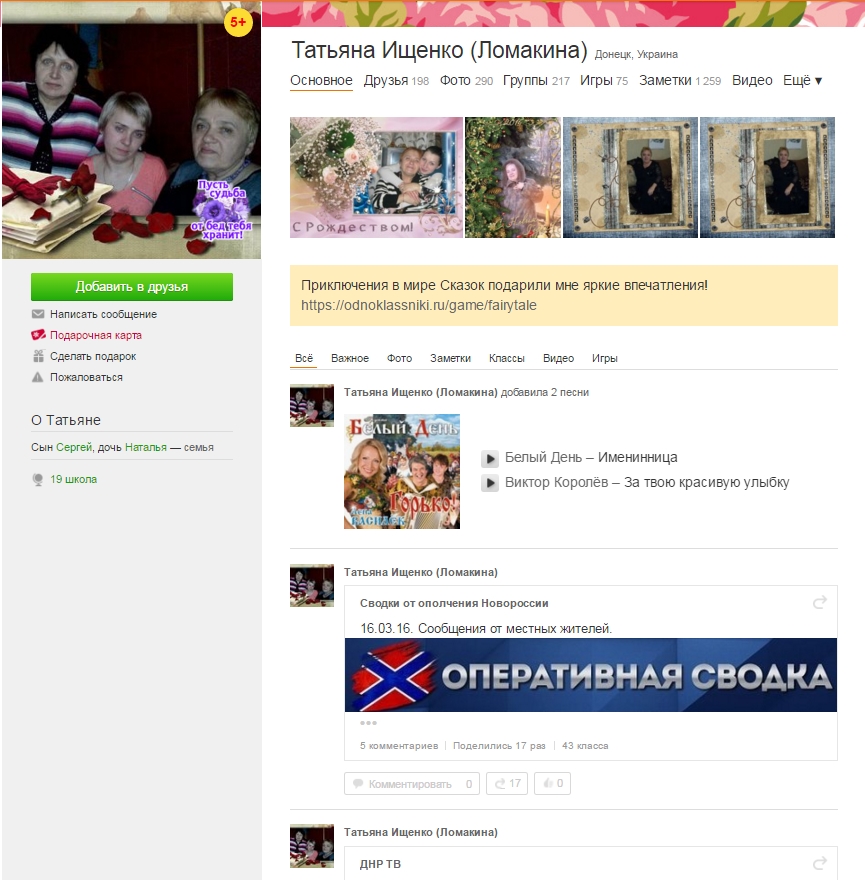 5+
Пусть
судьба
от бед тебя
хранит!
Добавить в друзья
Написать сообщение
Подарочная карта
Сделать подарок
Пожаловаться
О Татьяне
Сын Сергей, дочь Наталья — семья
19 школа
Татьяна Ищенко (Ломакина) Донецк, Украина
Основное Друзья 198 Фото 290 Группы 217 Игры 75 Заметки 1 259 Видео Ещё ▾
С Рождеством!
Приключения в мире Сказок подарили мне яркие впечатления!
https://odnoklassniki.ru/game/fairytale
Всё Важное Фото Заметки Классы Видео Игры
Татьяна Ищенко (Ломакина) добавила 2 песни
Белый День
Горько!
Белый День – Именинница
Виктор Королёв – За твою красивую улыбку
Татьяна Ищенко (Ломакина)
Сводки от ополчения Новороссии
16.03.16. Сообщения от местных жителей.
ОПЕРАТИВНАЯ СВОДКА
5 комментариев Поделились 17 раз 43 класса
Комментировать 0 17 0
Татьяна Ищенко (Ломакина)
ДНР ТВ